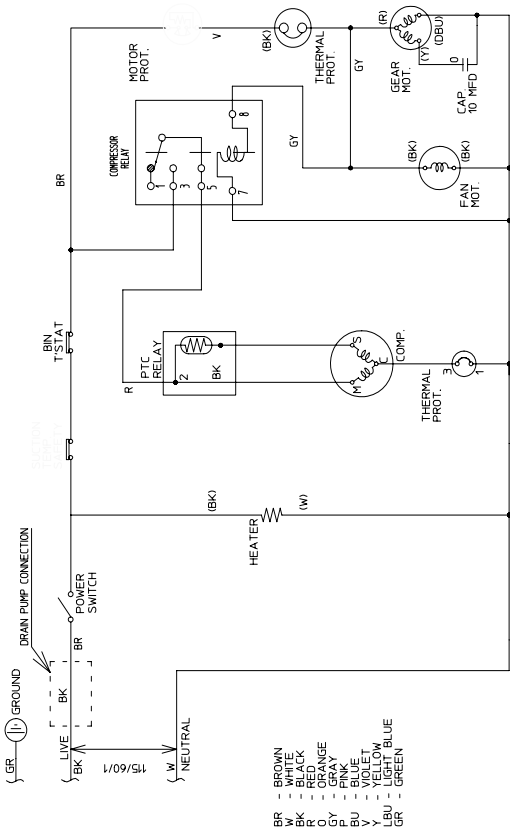 GR
GROUND
DRAIN PUMP CONNECTION
LIVE
BK
BK
BR
POWER
SWITCH
115/60/1
W
NEUTRAL
BR - BROWN
W - WHITE
BK - BLACK
R - RED
O - ORANGE
GY - GRAY
P - PINK
BU - BLUE
V - VIOLET
Y - YELLOW
LBU - LIGHT BLUE
GR - GREEN
(BK)
HEATER
(W)
BIN
T'STAT
BR
R
PTC
RELAY
2
BK
S
M
C
COMP.
THERMAL
PROT.
3
1
MOTOR
PROT.
COMPRESSOR
RELAY
1
3
5
7
8
V
(BK)
THERMAL
PROT.
GY
GY
(R)
(DBU)
(Y)
GEAR
MOT.
O
CAP.
10 MFD
(BK)
(BK)
FAN
MOT.